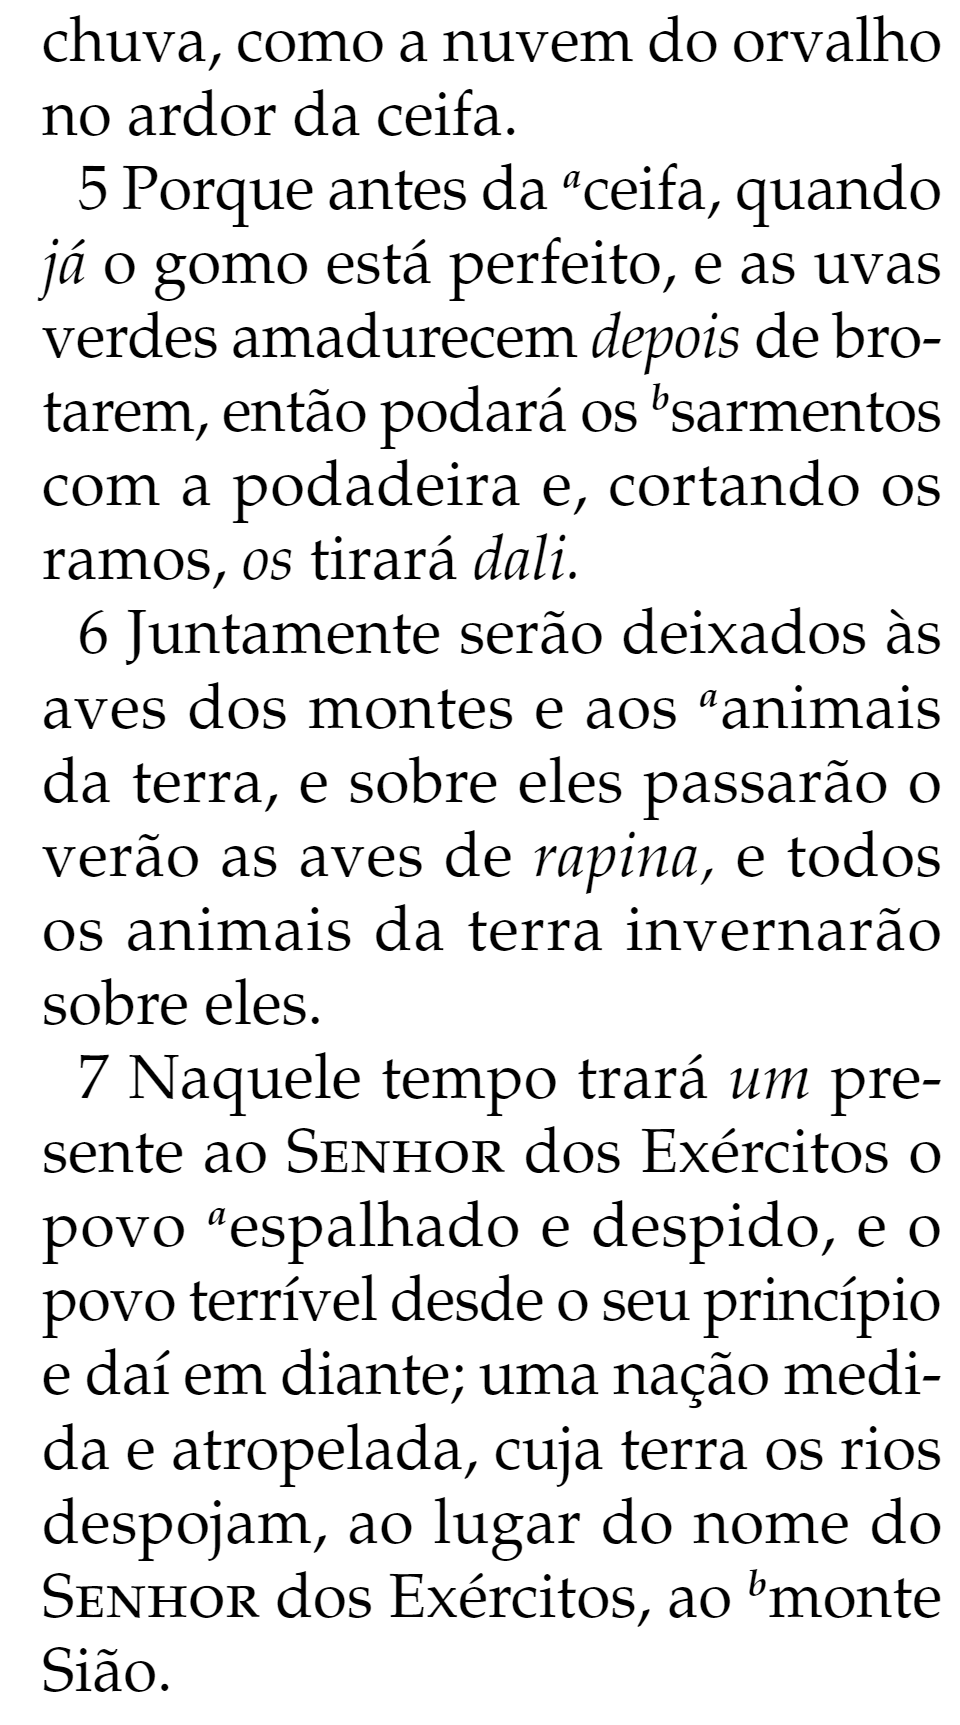 chuva, como a nuvem do orvalho
no ardor da ceifa.
5 Porque antes da ᵃceifa, quando
já o gomo está perfeito, e as uvas
verdes amadurecem depois de bro-
tarem, então podará os ᵇsarmentos
com a podadeira e, cortando os
ramos, os tirará dali.
6 Juntamente serão deixados às
aves dos montes e aos ᵃanimais
da terra, e sobre eles passarão o
verão as aves de rapina, e todos
os animais da terra invernarão
sobre eles.
7 Naquele tempo trará um pre-
sente ao SENHOR dos Exércitos o
povo ᵃespalhado e despido, e o
povo terrível desde o seu princípio
e daí em diante; uma nação medi-
da e atropelada, cuja terra os rios
despojam, ao lugar do nome do
SENHOR dos Exércitos, ao ᵇmonte
Sião.